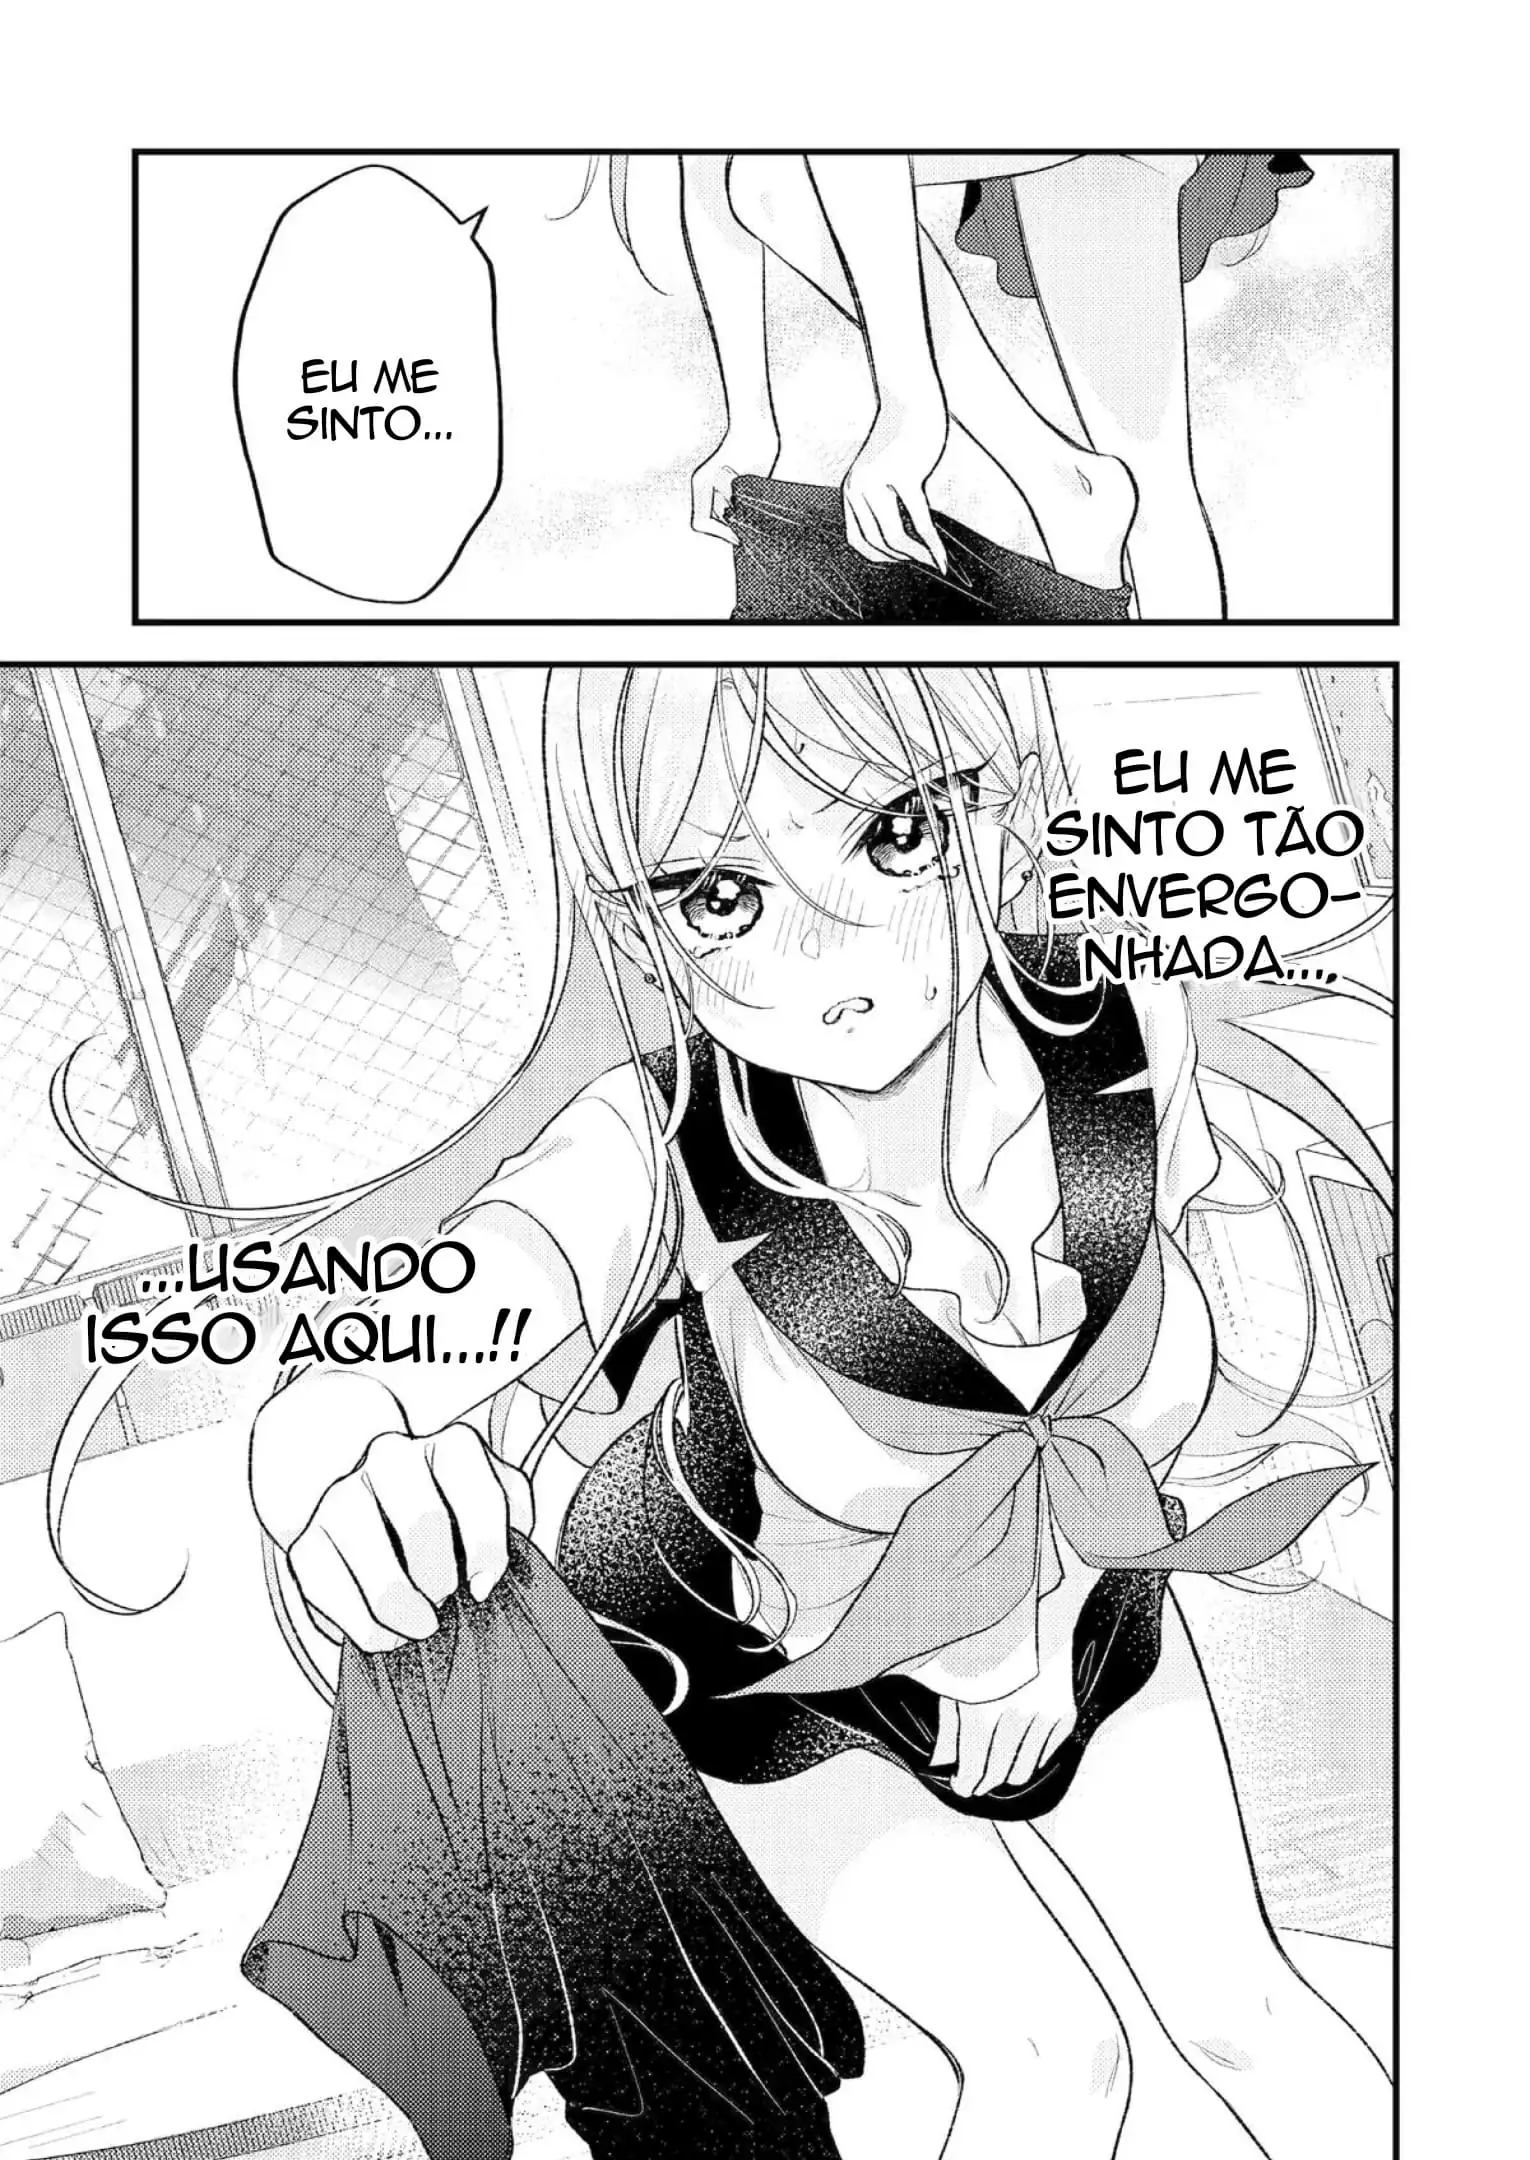 EU ME
SINTO...
EU ME
SINTO TÃO
ENVERGO-
NHADA...,
...USANDO
ISSO AQUI...!!